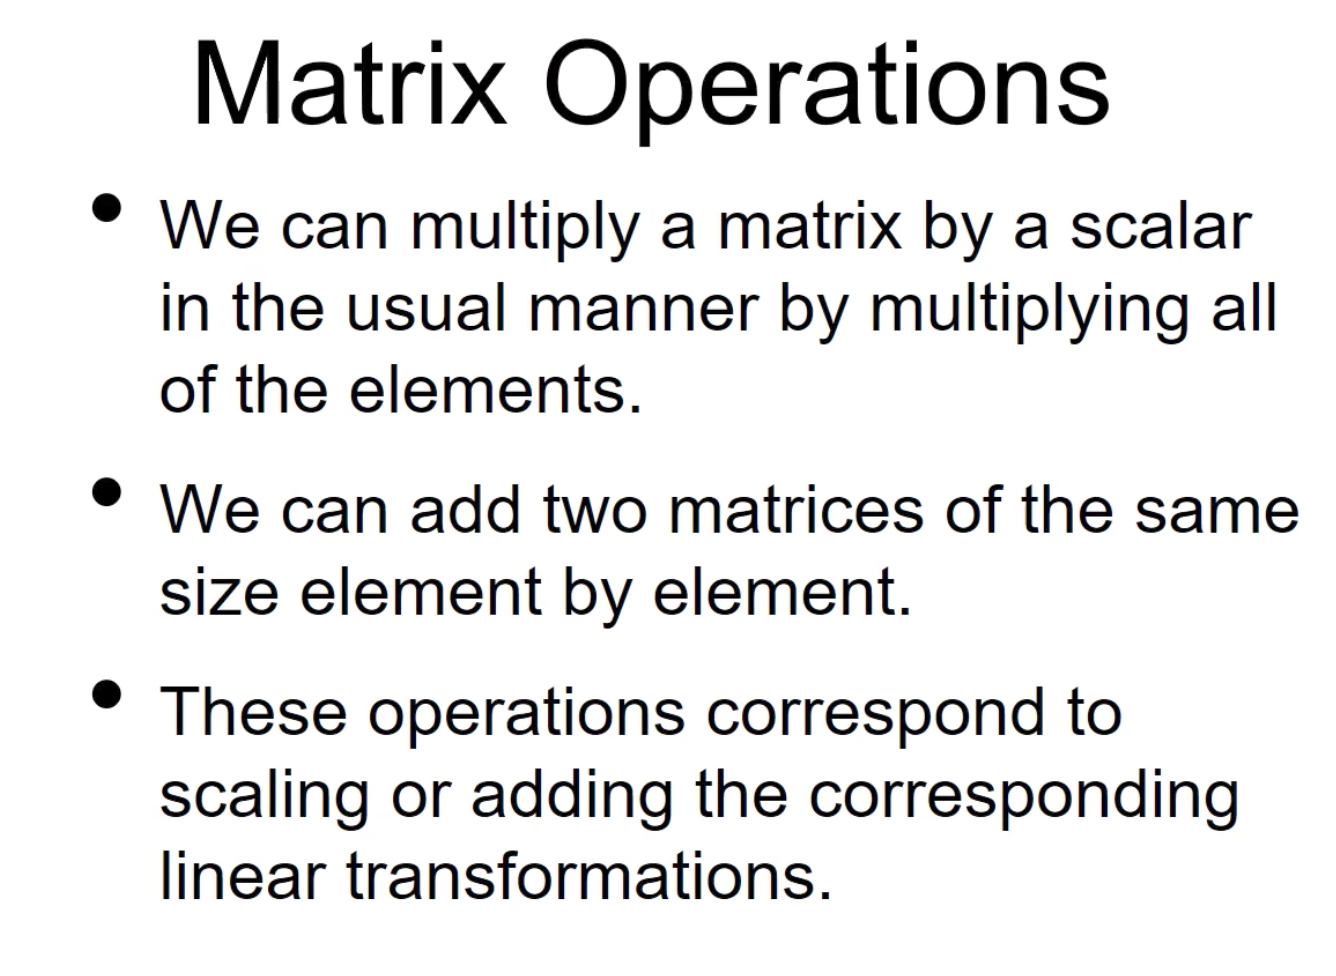 Matrix Operations
• We can multiply a matrix by a scalar
in the usual manner by multiplying all
of the elements.
• We can add two matrices of the same
size element by element.
• These operations correspond to
scaling or adding the corresponding
linear transformations.